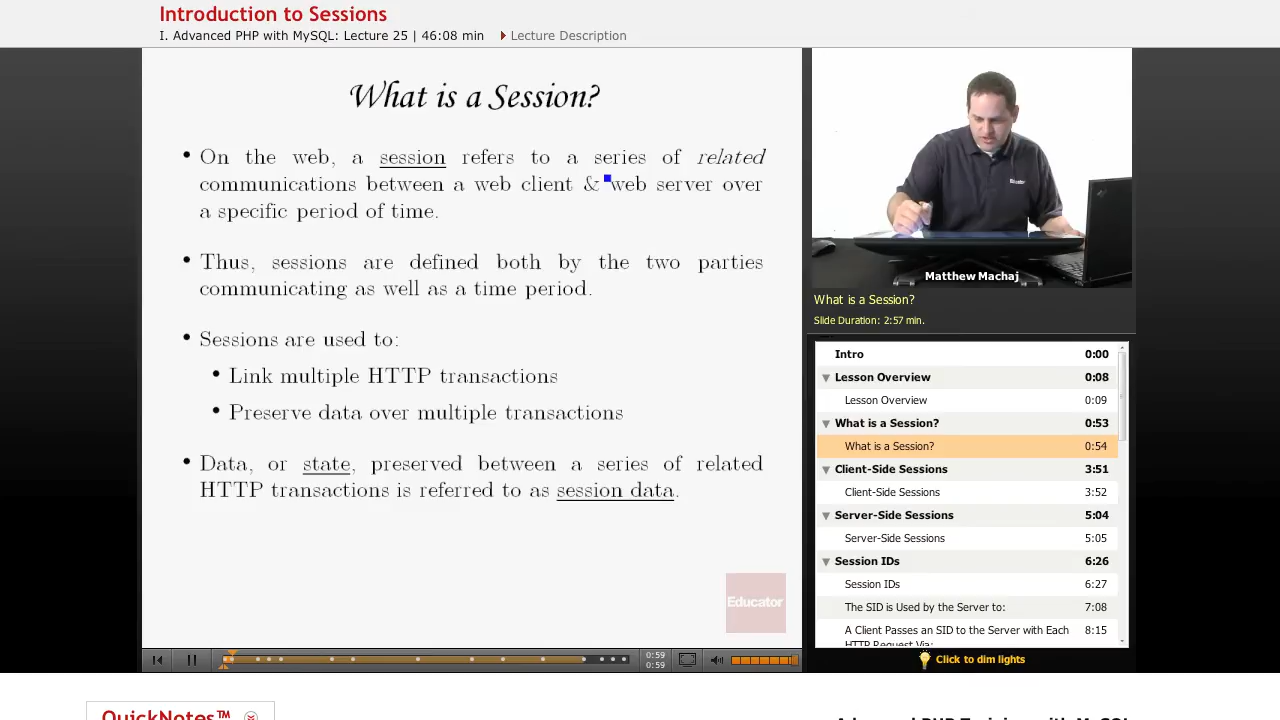 Introduction to Sessions
I. Advanced PHP with MySQL: Lecture 25 | 46:08 min
Lecture Description
What is a Session?
• On the web, a session refers to a series of related
communications between a web client & web server over
a specific period of time.
• Thus, sessions are defined both by the two parties
communicating as well as a time period.
• Sessions are used to:
• Link multiple HTTP transactions
• Preserve data over multiple transactions
• Data, or state, preserved between a series of related
HTTP transactions is referred to as session data.
Educator
0:59
0:59
Matthew Machaj
What is a Session?
Slide Duration: 2:57 min.
Intro 0:00
Lesson Overview 0:08
Lesson Overview 0:09
What is a Session? 0:53
What is a Session? 0:54
Client-Side Sessions 3:51
Client-Side Sessions 3:52
Server-Side Sessions 5:04
Server-Side Sessions 5:05
Session IDs 6:26
Session IDs 6:27
The SID is Used by the Server to: 7:08
A Client Passes an SID to the Server with Each 8:15
HTTP Request Via:
Click to dim lights
QuickNotes™
Advanced PHP Training with MySQL